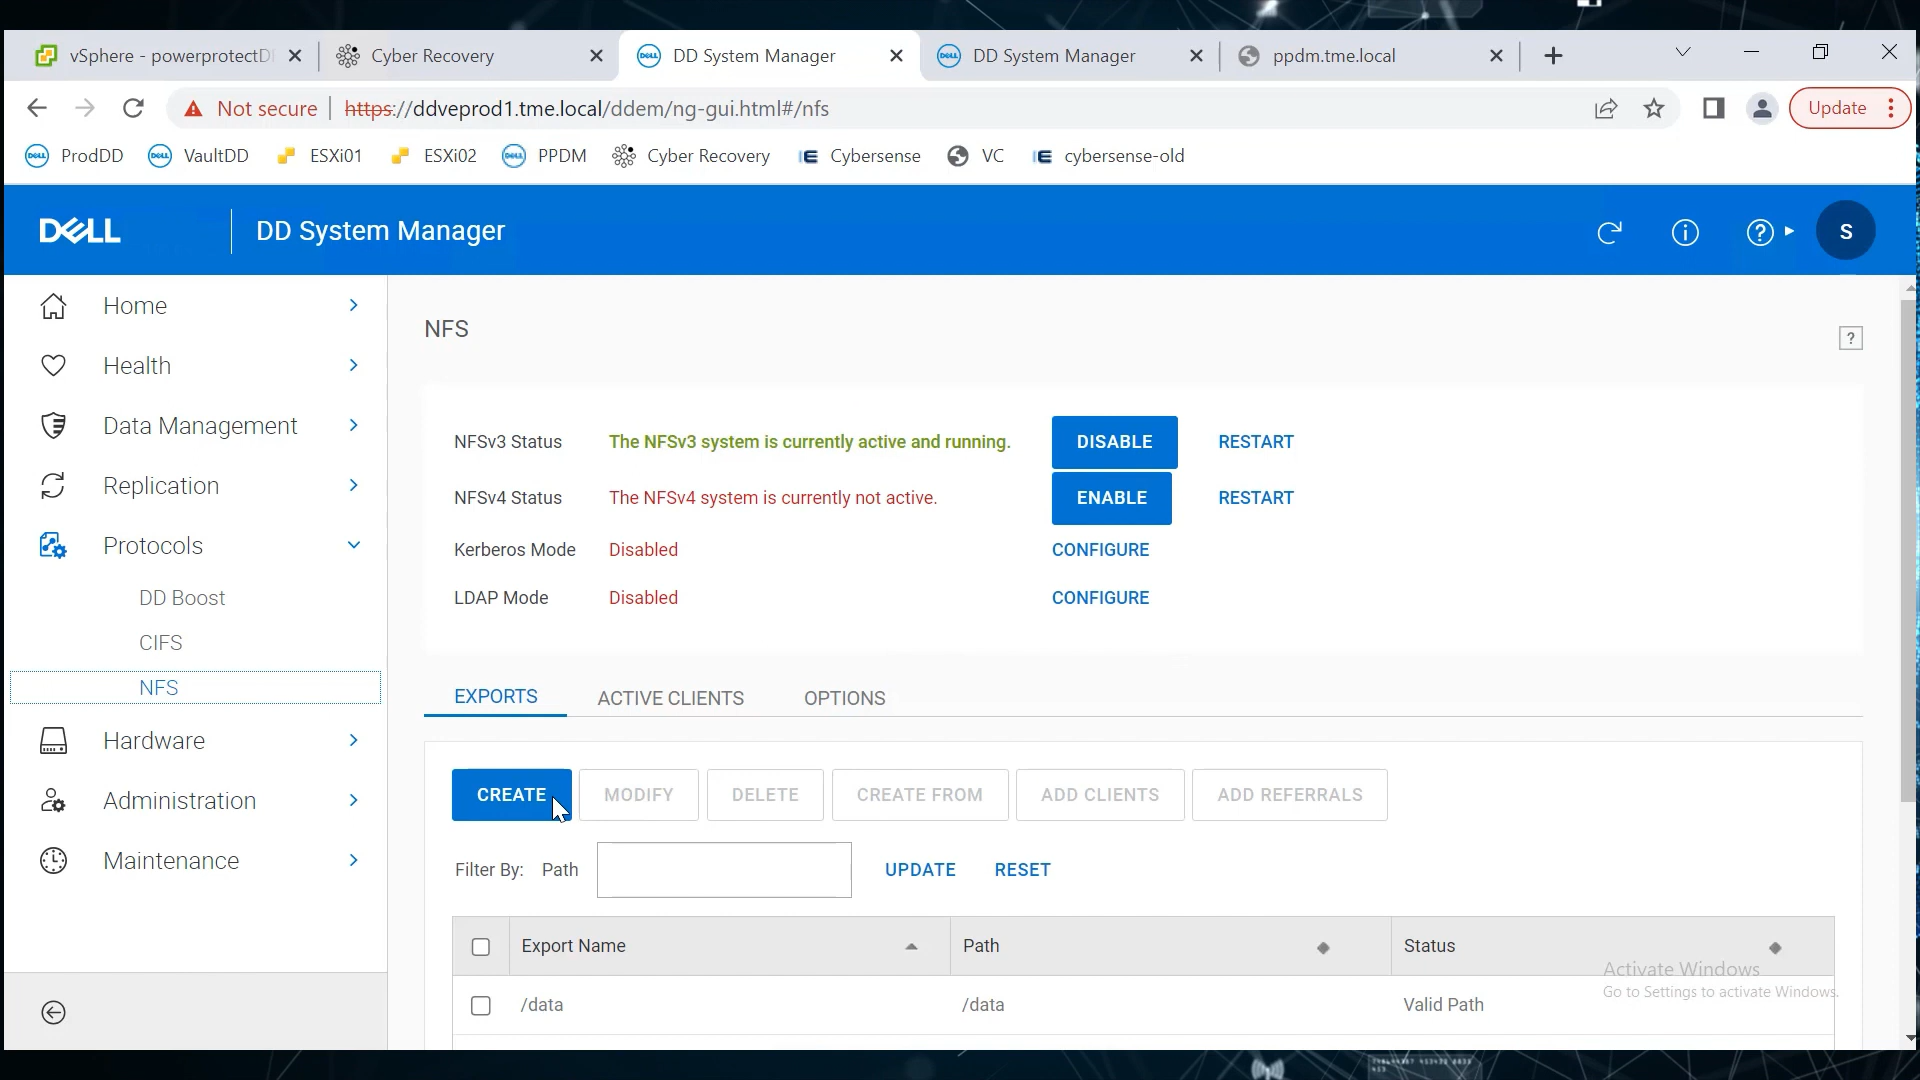 vSphere - powerprotectD
Cyber Recovery
DD System Manager
DD System Manager
ppdm.tme.local
Not secure
https://ddveprod1.tme.local/ddem/ng-gui.html#/nfs
Update
ProdDD
VaultDD
ESXi01
ESXi02
PPDM
Cyber Recovery
Cybersense
VC
cybersense-old
DELL
DD System Manager
S
Home
Health
Data Management
Replication
Protocols
DD Boost
CIFS
NFS
Hardware
Administration
Maintenance
NFS
?
NFSv3 Status The NFSv3 system is currently active and running. DISABLE RESTART
NFSv4 Status The NFSv4 system is currently not active. ENABLE RESTART
Kerberos Mode Disabled CONFIGURE
LDAP Mode Disabled CONFIGURE
EXPORTS ACTIVE CLIENTS OPTIONS
CREATE MODIFY DELETE CREATE FROM ADD CLIENTS ADD REFERRALS
Filter By: Path UPDATE RESET
Export Name Path Status
/data /data Valid Path
Activate Windows
Go to Settings to activate Windows.